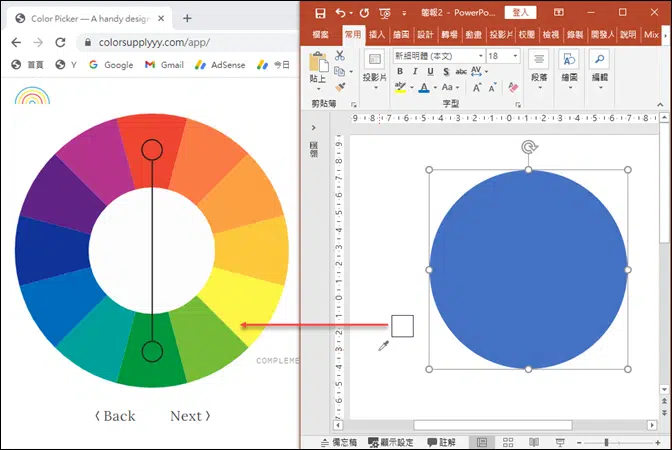 Color Picker — A handy design
colorsupplyyy.com/app/
首頁
Y
Gmail
AdSense
今日
COMPLEME
Back
Next
簡報2 - PowerPo...
登入
檔案
常用
插入
繪圖
設計
轉場
動畫
投影片
校閱
檢視
錄製
開發人
說明
Mix
貼上
剪貼簿
投影片
新細明體 (本文)
18
B I U S abc AV
Aa A A A
字型
段落
繪圖
編輯
9 8 7 6 5 4 3 2 1 0 1 2 3 4 5 6 7 8
備忘稿
顯示設定
註解